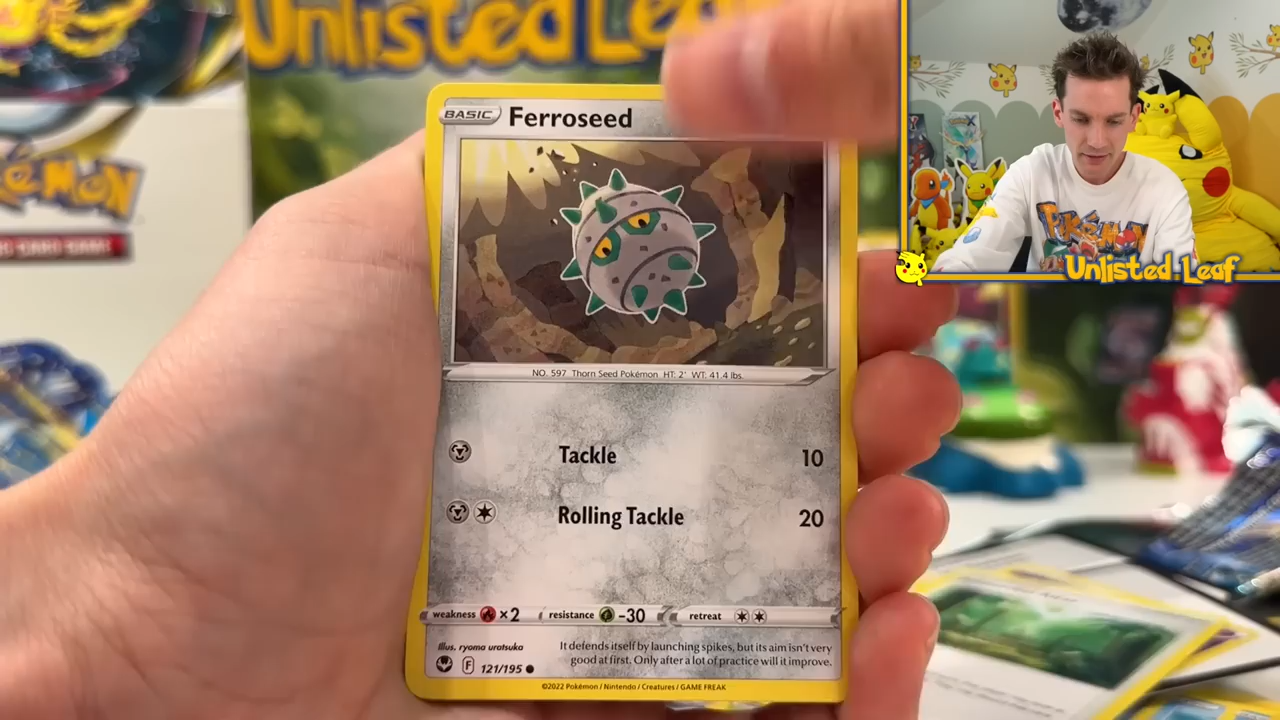 Unlisted Leaf
BASIC Ferroseed
NO. 597 Thorn Seed Pokémon HT: 2' WT: 41.4 lbs.
Tackle 10
Rolling Tackle 20
weakness ×2 resistance -30 retreat
Illus. ryoma uratsuka
It defends itself by launching spikes, but its aim isn't very
good at first. Only after a lot of practice will it improve.
F 121/195
©2022 Pokémon / Nintendo / Creatures / GAME FREAK
POKéMON
Unlisted Leaf